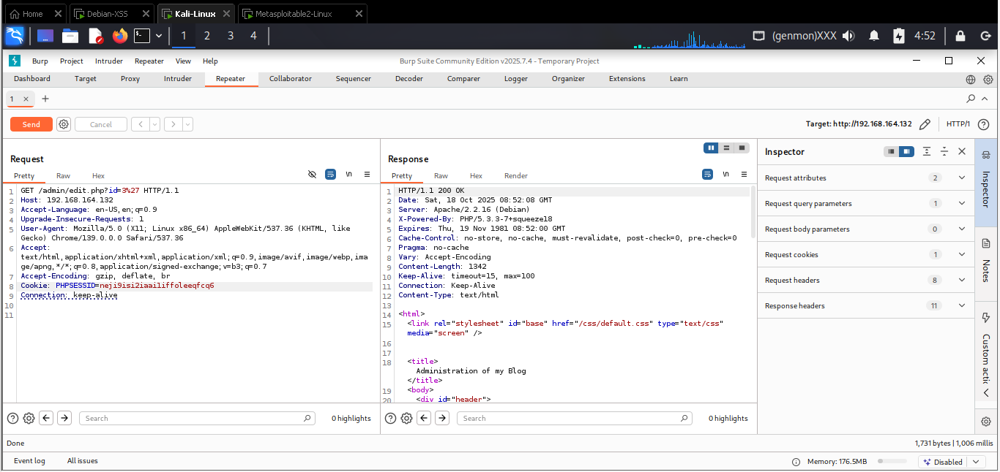 Home
Debian-XSS
Kali-Linux
Metasploitable2-Linux
1 2 3 4
(genmon)XXX
4:52
Burp Project Intruder Repeater View Help
Burp Suite Community Edition v2025.7.4 - Temporary Project
Dashboard Target Proxy Intruder Repeater Collaborator Sequencer Decoder Comparer Logger Organizer Extensions Learn
1 × +
Send
Cancel
Target: http://192.168.164.132
HTTP/1
Request
Pretty Raw Hex
\n
1 GET /admin/edit.php?id=3%27 HTTP/1.1
2 Host: 192.168.164.132
3 Accept-Language: en-US,en;q=0.9
4 Upgrade-Insecure-Requests: 1
5 User-Agent: Mozilla/5.0 (X11; Linux x86_64) AppleWebKit/537.36 (KHTML, like
Gecko) Chrome/139.0.0.0 Safari/537.36
6 Accept:
text/html,application/xhtml+xml,application/xml;q=0.9,image/avif,image/webp,ima
ge/apng,*/*;q=0.8,application/signed-exchange;v=b3;q=0.7
7 Accept-Encoding: gzip, deflate, br
8 Cookie: PHPSESSID=neji9isi2iaai1iffoleeqfcq6
9 Connection: keep-alive
10
11
Search
0 highlights
Response
Pretty Raw Hex Render
\n
1 HTTP/1.1 200 OK
2 Date: Sat, 18 Oct 2025 08:52:08 GMT
3 Server: Apache/2.2.16 (Debian)
4 X-Powered-By: PHP/5.3.3-7+squeeze18
5 Expires: Thu, 19 Nov 1981 08:52:00 GMT
6 Cache-Control: no-store, no-cache, must-revalidate, post-check=0, pre-check=0
7 Pragma: no-cache
8 Vary: Accept-Encoding
9 Content-Length: 1342
10 Keep-Alive: timeout=15, max=100
11 Connection: Keep-Alive
12 Content-Type: text/html
13
14 <html>
15 <link rel="stylesheet" id="base" href="/css/default.css" type="text/css"
media="screen" />
16
17
18 <title>
Administration of my Blog
</title>
19 <body>
20 <div id="header">
Search
0 highlights
Inspector
Request attributes 2
Request query parameters 1
Request body parameters 0
Request cookies 1
Request headers 8
Response headers 11
Inspector
Notes
Custom actic
Done
1,731 bytes | 1,006 millis
Event log All issues
Memory: 176.5MB
Disabled